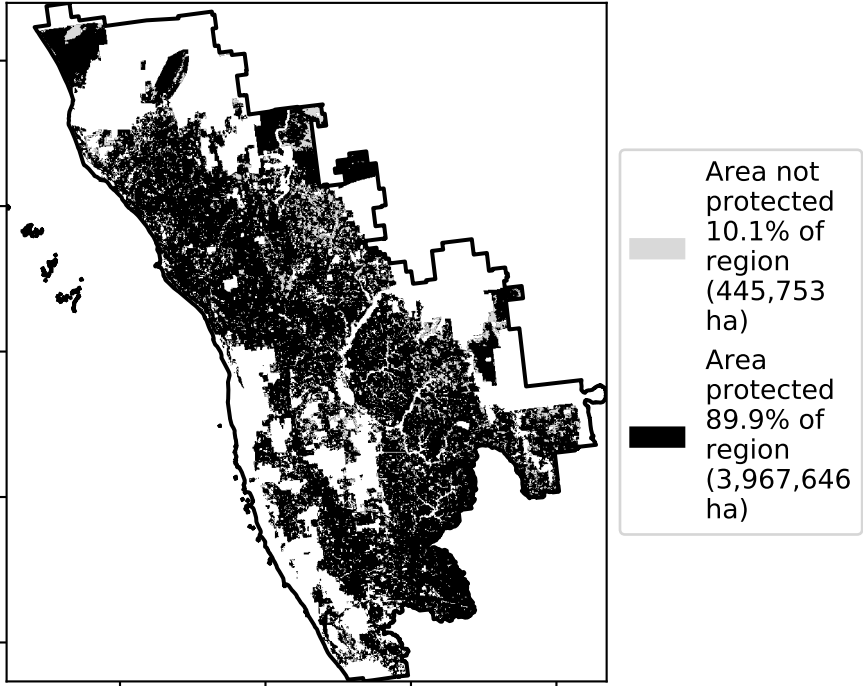 Area not
protected
10.1% of
region
(445,753
ha)
Area
protected
89.9% of
region
(3,967,646
ha)